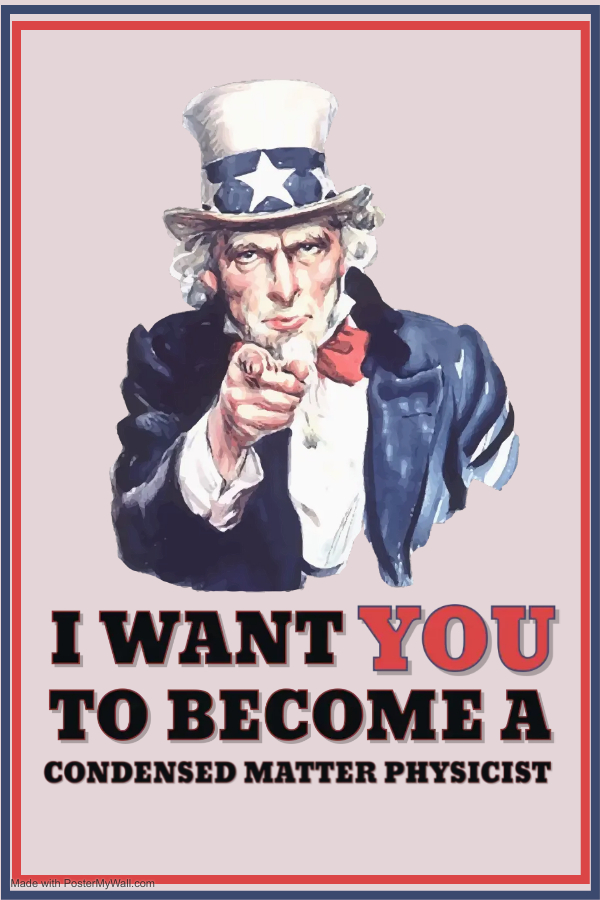 I WANT YOU
TO BECOME A
CONDENSED MATTER PHYSICIST
Made with PosterMyWall.com